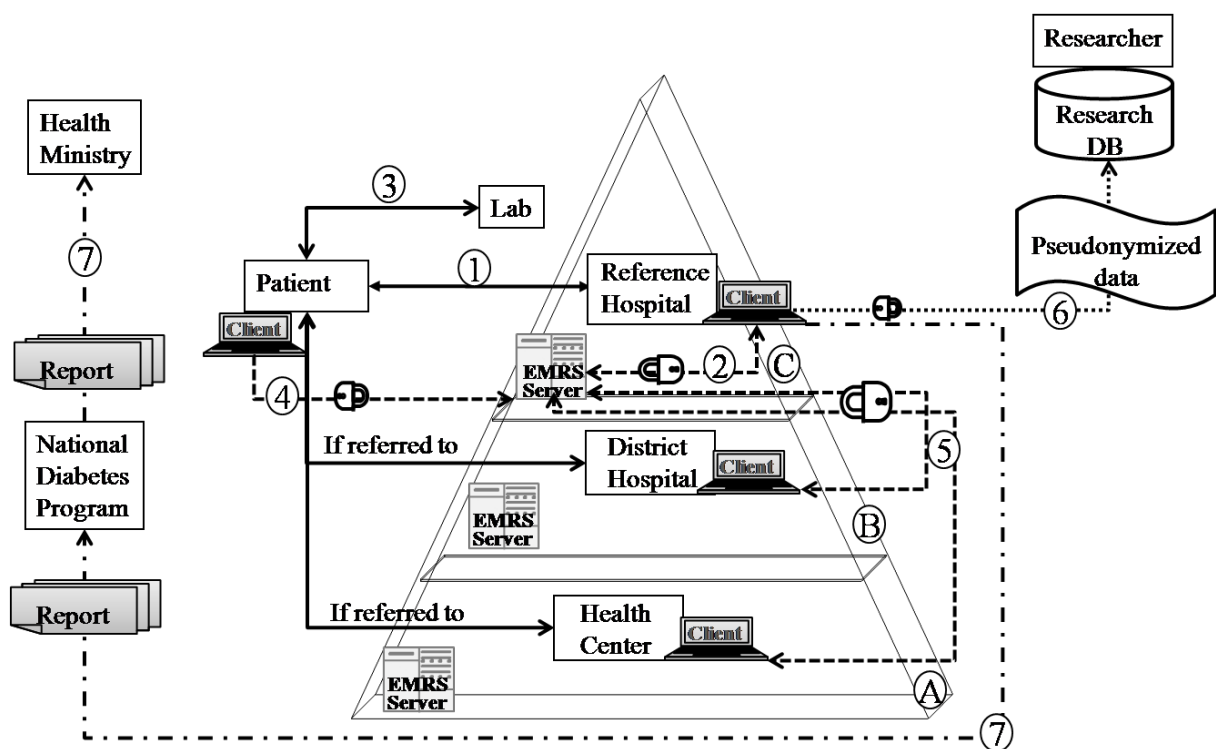 Researcher
Research
DB
Health
Ministry
3
Lab
7
Pseudonymized
data
Patient
1
Reference
Hospital
Client
6
Client
Report
EMRS
Server
2
C
4
5
National
Diabetes
Program
If referred to
District
Hospital
Client
EMRS
Server
B
Report
If referred to
Health
Center
Client
EMRS
Server
A
7